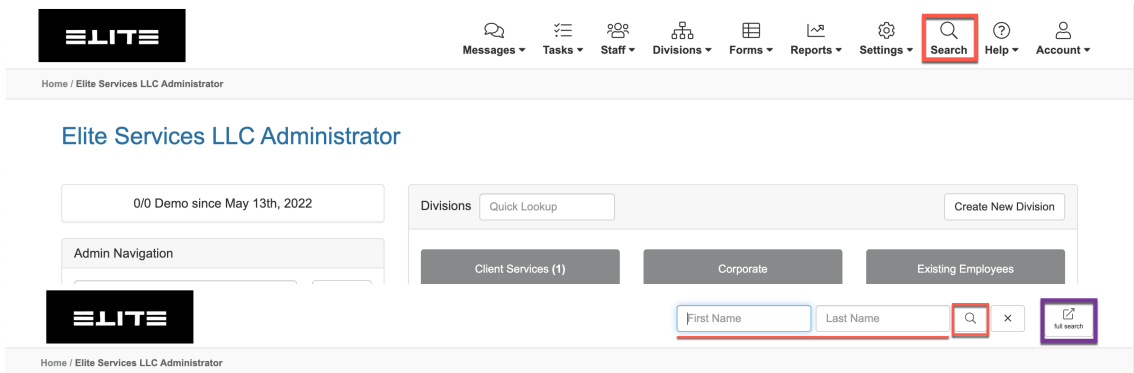 ELITE
Messages Tasks Staff Divisions Forms Reports Settings Search Help Account
Home / Elite Services LLC Administrator
Elite Services LLC Administrator
0/0 Demo since May 13th, 2022
Divisions Quick Lookup Create New Division
Admin Navigation
Client Services (1) Corporate Existing Employees
ELITE
First Name Last Name full search
Home / Elite Services LLC Administrator